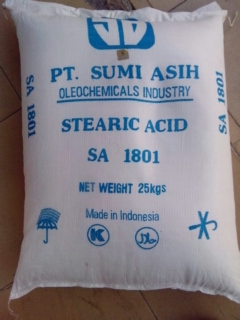 PT. SUMI ASIH
OLEOCHEMICALS INDUSTRY
STEARIC ACID
SA 1801
NET WEIGHT 25kgs
Made in Indonesia
K
SA 1801
SA 1801